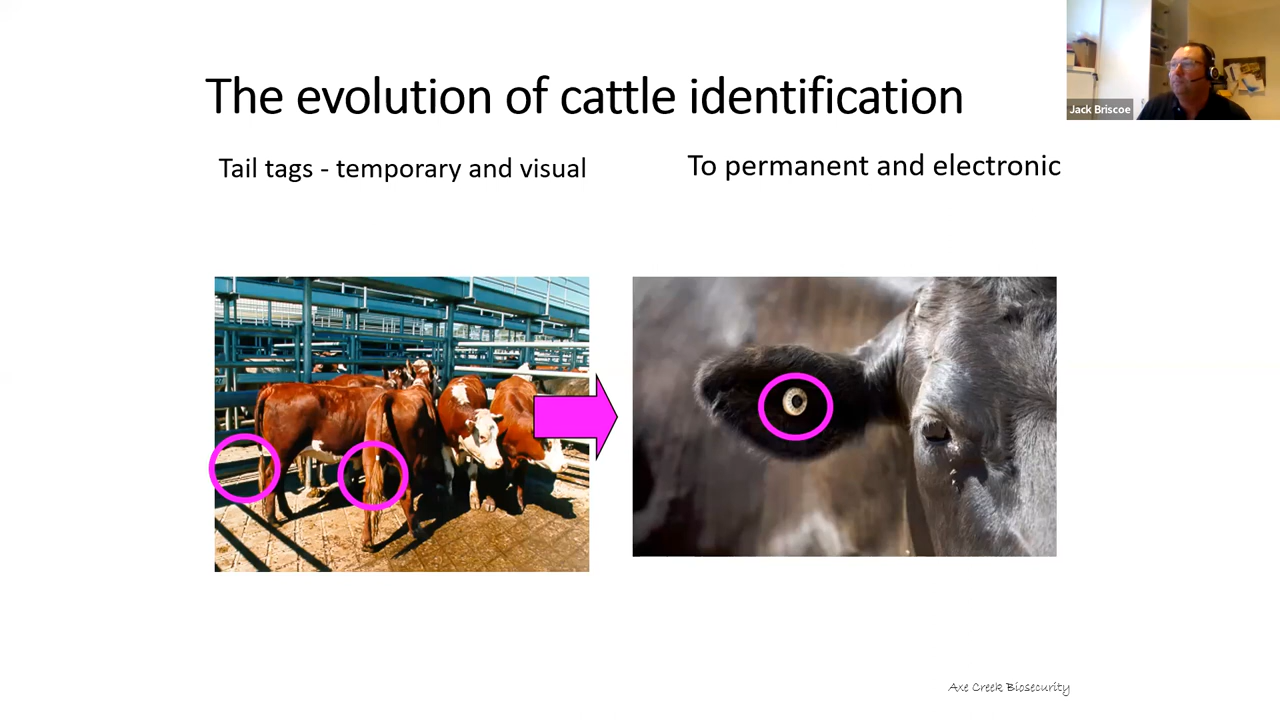 The evolution of cattle identification
Jack Briscoe
Tail tags - temporary and visual
To permanent and electronic
Axe Creek Biosecurity